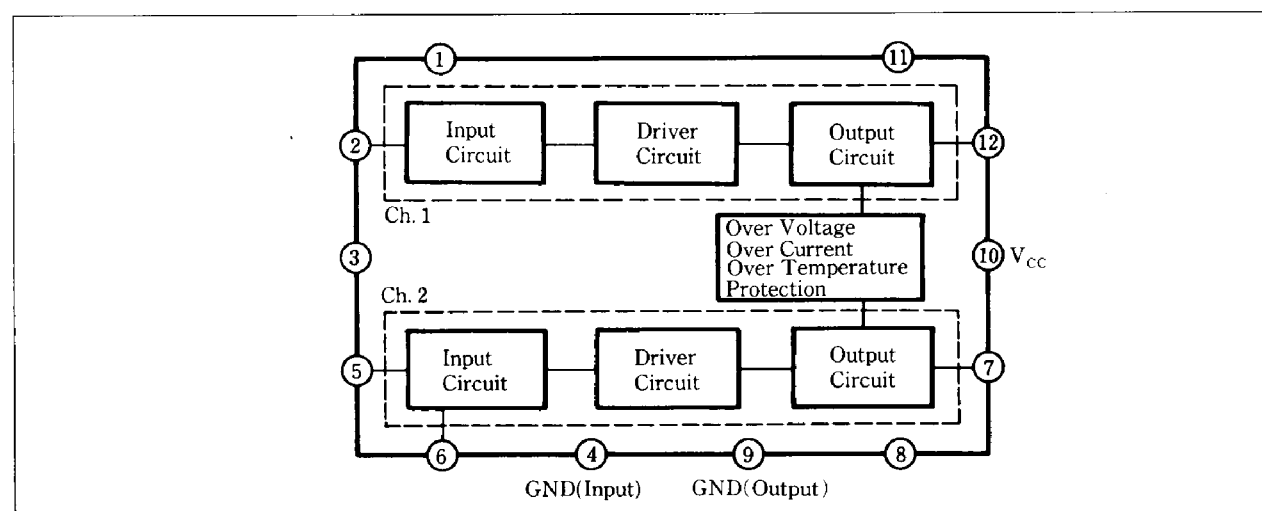 1
11
2
Input
Circuit
Driver
Circuit
Output
Circuit
12
Ch. 1
3
Over Voltage
Over Current
Over Temperature
Protection
10
VCC
Ch. 2
5
Input
Circuit
Driver
Circuit
Output
Circuit
7
6
4
9
8
GND(Input)
GND(Output)